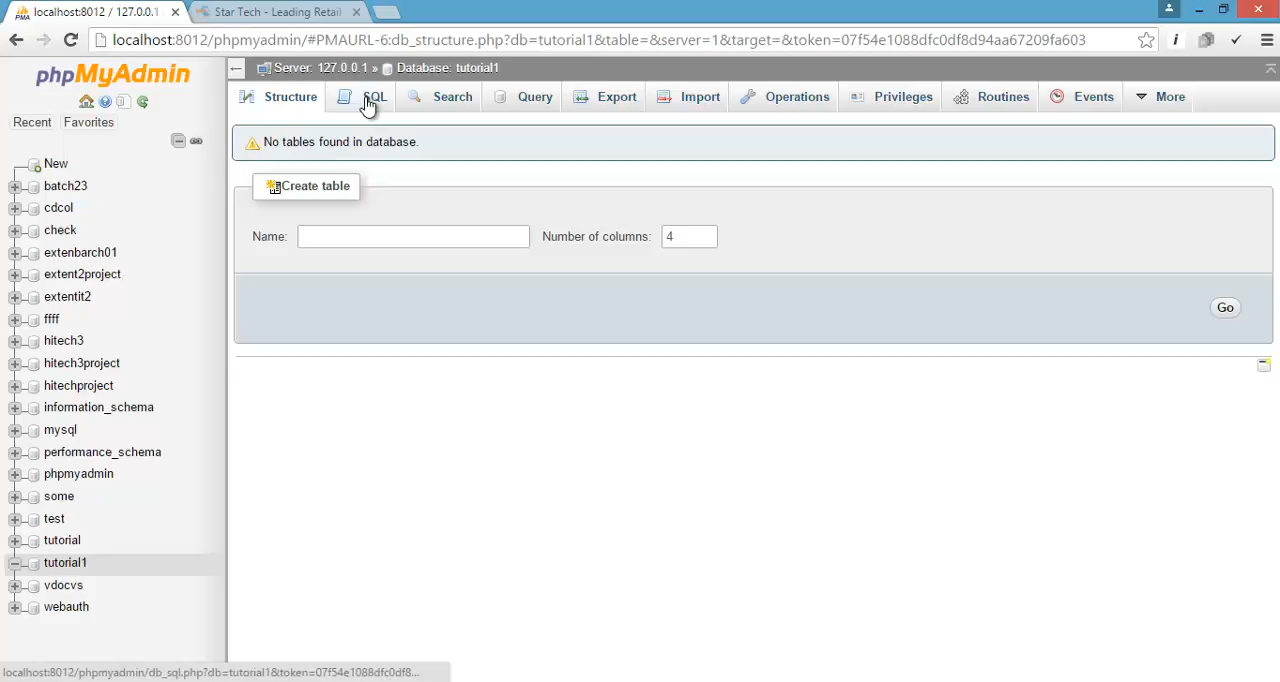 localhost:8012 / 127.0.0.1
Star Tech - Leading Retail
localhost:8012/phpmyadmin/#PMAURL-6:db_structure.php?db=tutorial1&table=&server=1&target=&token=07f54e1088dfc0df8d94aa67209fa603
phpMyAdmin
Server: 127.0.0.1 » Database: tutorial1
Structure SQL Search Query Export Import Operations Privileges Routines Events More
Recent Favorites
No tables found in database.
New
batch23
cdcol
check
extenbarch01
extent2project
extentit2
ffff
hitech3
hitech3project
hitechproject
information_schema
mysql
performance_schema
phpmyadmin
some
test
tutorial
tutorial1
vdocvs
webauth
Create table
Name: Number of columns: 4
Go
localhost:8012/phpmyadmin/db_sql.php?db=tutorial1&token=07f54e1088dfc0df8...